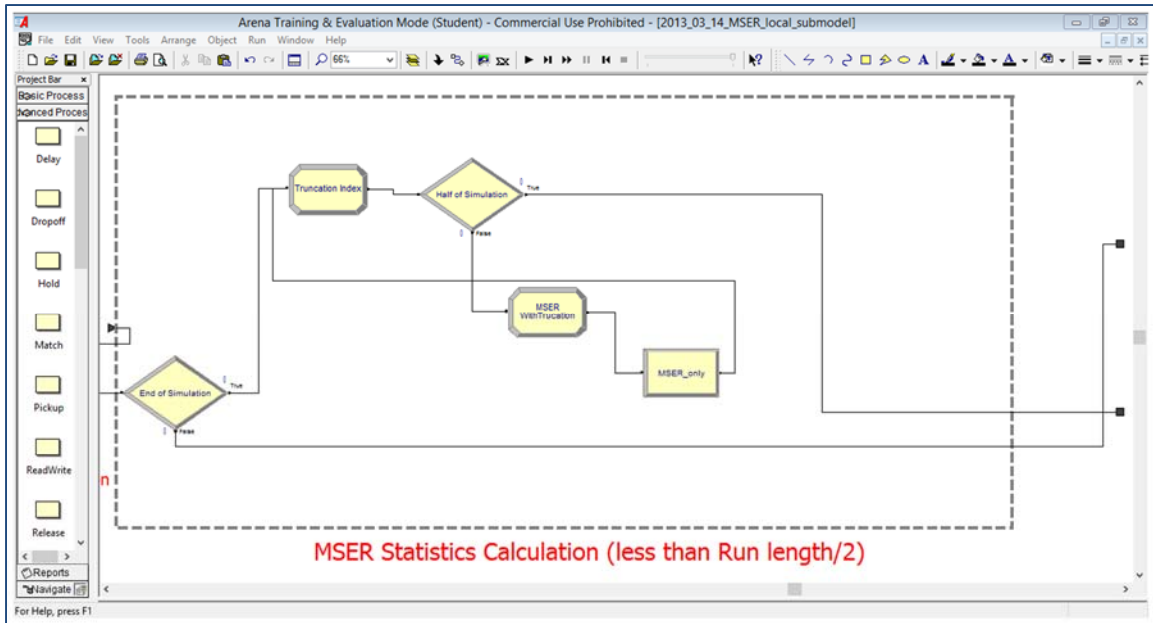 Arena Training & Evaluation Mode (Student) - Commercial Use Prohibited - [2013_03_14_MSER_local_submodel]
File Edit View Tools Arrange Object Run Window Help
66%
Project Bar ×
Basic Process
Advanced Proces
Delay
Dropoff
Hold
Match
Pickup
ReadWrite
Release
Reports
Navigate
Truncation Index
Half of Simulation
True
False
MSER
WithTrucation
MSER_only
End of Simulation
True
False
n
MSER Statistics Calculation (less than Run length/2)
For Help, press F1